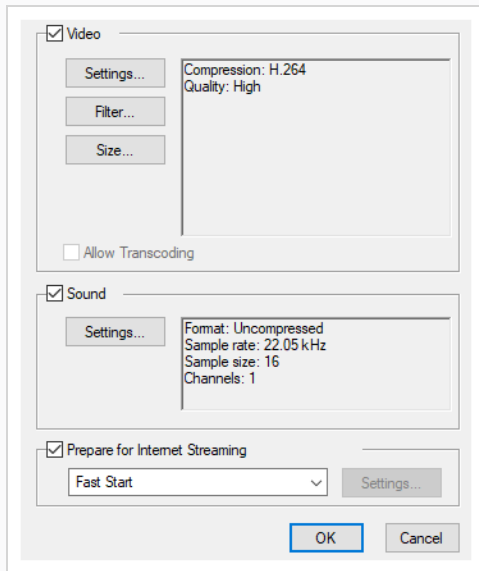 Video
Settings...
Compression: H.264
Quality: High
Filter...
Size...
Allow Transcoding
Sound
Settings...
Format: Uncompressed
Sample rate: 22.05 kHz
Sample size: 16
Channels: 1
Prepare for Internet Streaming
Fast Start
Settings...
OK
Cancel